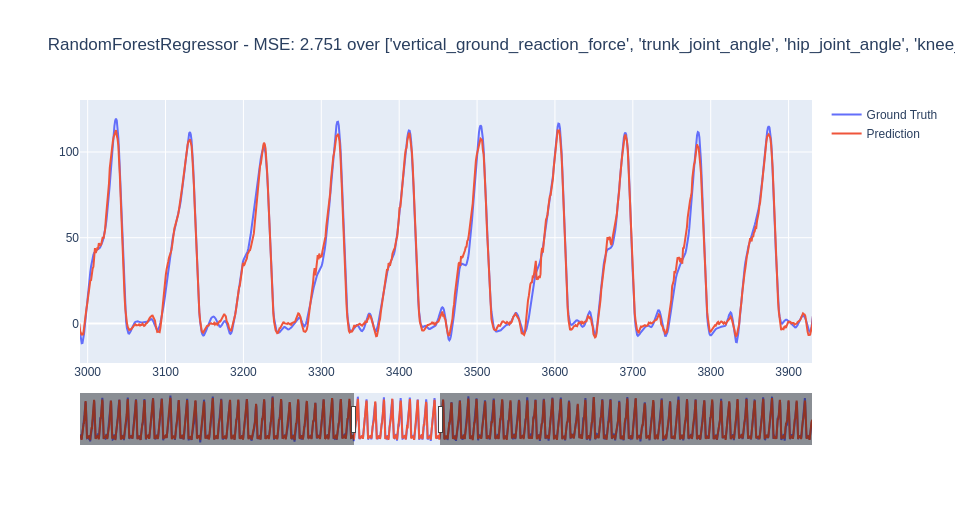 RandomForestRegressor - MSE: 2.751 over ['vertical_ground_reaction_force', 'trunk_joint_angle', 'hip_joint_angle', 'knee_
Ground Truth
Prediction
100
50
0
3000 3100 3200 3300 3400 3500 3600 3700 3800 3900